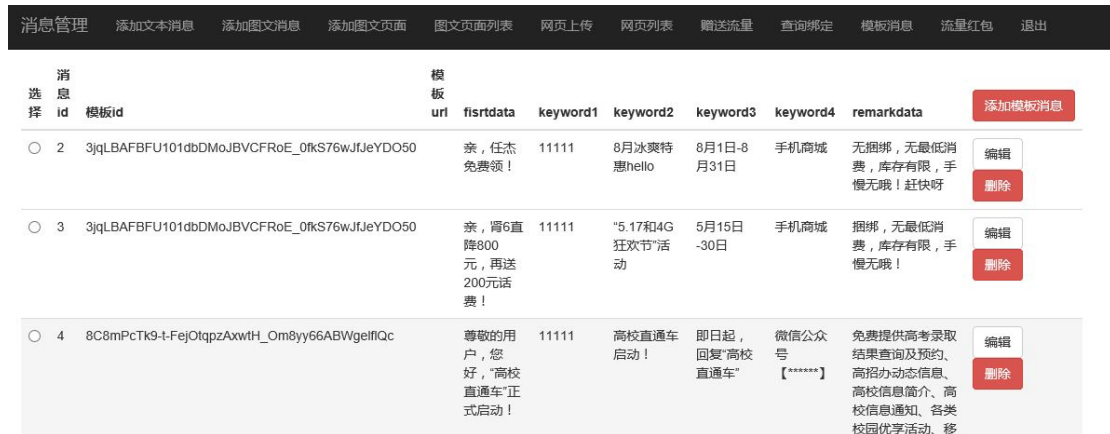 消息管理 添加文本消息 添加图文消息 添加图文页面 图文页面列表 网页上传 网页列表 赠送流量 查询绑定 模板消息 流量红包 退出
选择 消息id 模板id 模板url fisrtdata keyword1 keyword2 keyword3 keyword4 remarkdata 添加模板消息
2 3jqLBAFBFU101dbDMoJBVCFRoE_0fkS76wJfJeYDO50 亲，任杰 11111 8月冰爽特 8月1日-8 手机商城 无捆绑，无最低消 编辑
免费领！ 惠hello 月31日 费，库存有限，手
慢无哦！赶快呀 删除
3 3jqLBAFBFU101dbDMoJBVCFRoE_0fkS76wJfJeYDO50 亲，肾6直 11111 “5.17和4G 5月15日 手机商城 捆绑，无最低消 编辑
降800 狂欢节”活 -30日 费，库存有限，手
元，再送 动 慢无哦！ 删除
200元话
费！
4 8C8mPcTk9-t-FejOtqpzAxwtH_Om8yy66ABWgelflQc 尊敬的用 11111 高校直通车 即日起， 微信公众 免费提供高考录取 编辑
户，您 启动！ 回复“高校 号 结果查询及预约、
好，“高校 直通车” 【******】 高招办动态信息、 删除
直通车”正 高校信息简介、高
式启动！ 校信息通知、各类
校园优享活动、移